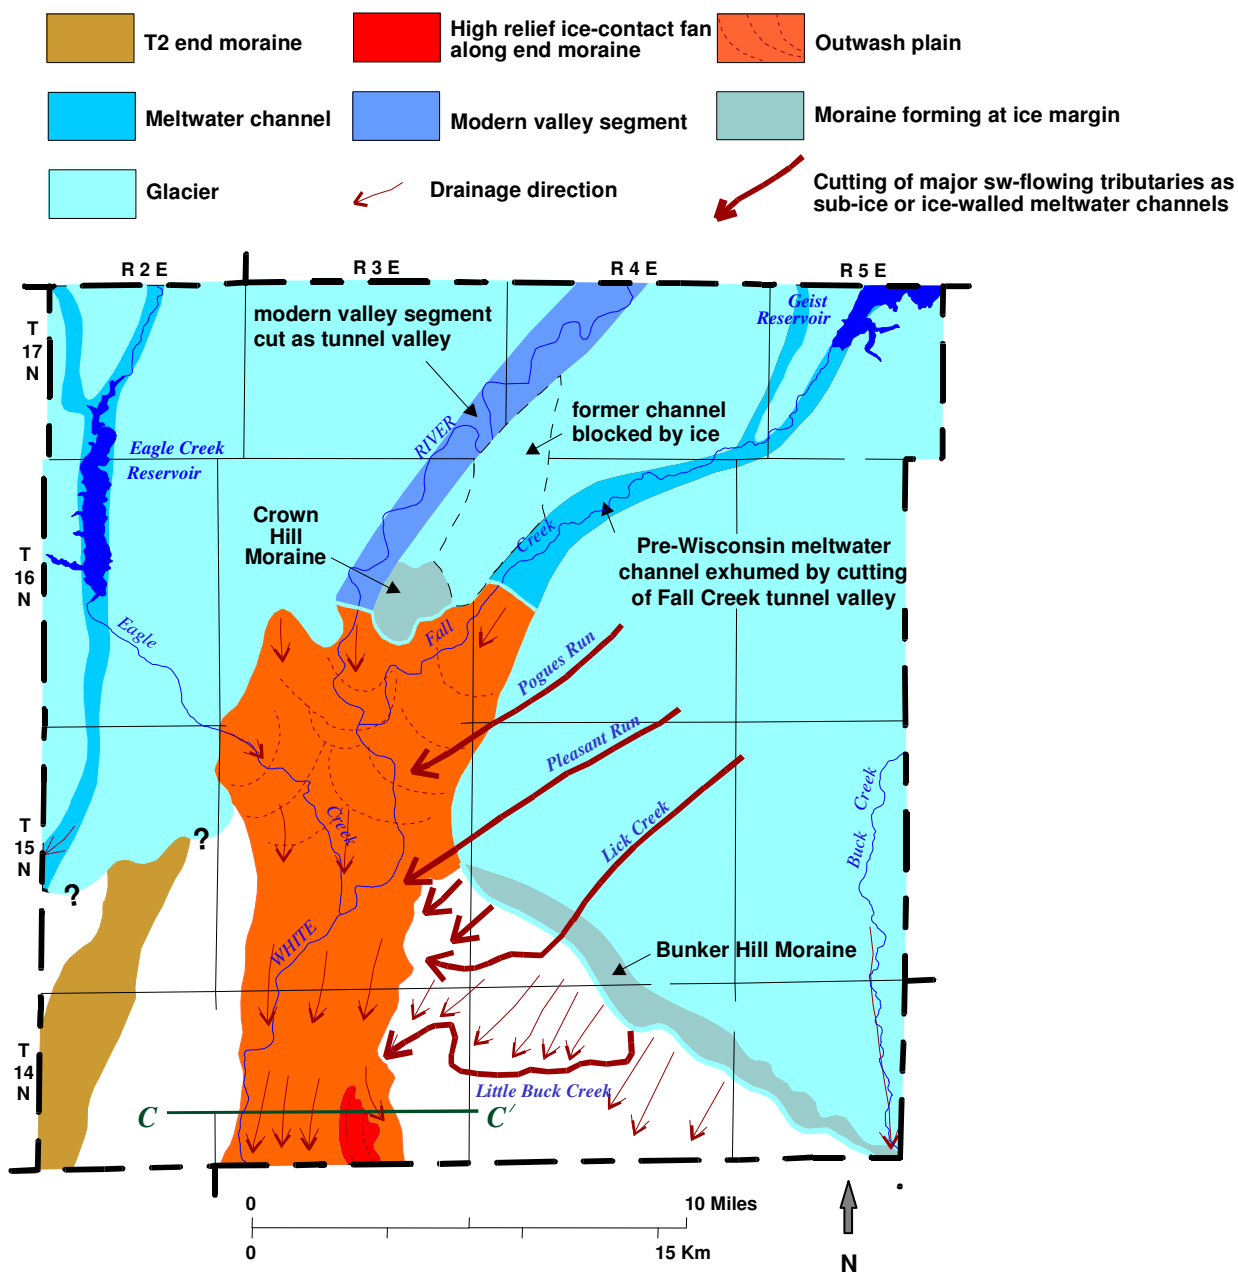 T2 end moraine
High relief ice-contact fan
along end moraine
Outwash plain
Meltwater channel
Modern valley segment
Moraine forming at ice margin
Glacier
Drainage direction
Cutting of major sw-flowing tributaries as
sub-ice or ice-walled meltwater channels
R 2 E
R 3 E
R 4 E
R 5 E
T
17
N
modern valley segment
cut as tunnel valley
Geist
Reservoir
former channel
blocked by ice
RIVER
Eagle Creek
Reservoir
Crown
Hill
Moraine
Creek
Pre-Wisconsin meltwater
channel exhumed by cutting
of Fall Creek tunnel valley
T
16
N
Eagle
Fall
Pogues Run
Pleasant Run
Creek
Lick Creek
Buck Creek
T
15
N
?
?
WHITE
Bunker Hill Moraine
T
14
N
Little Buck Creek
C
C′
0
10 Miles
0
15 Km
N